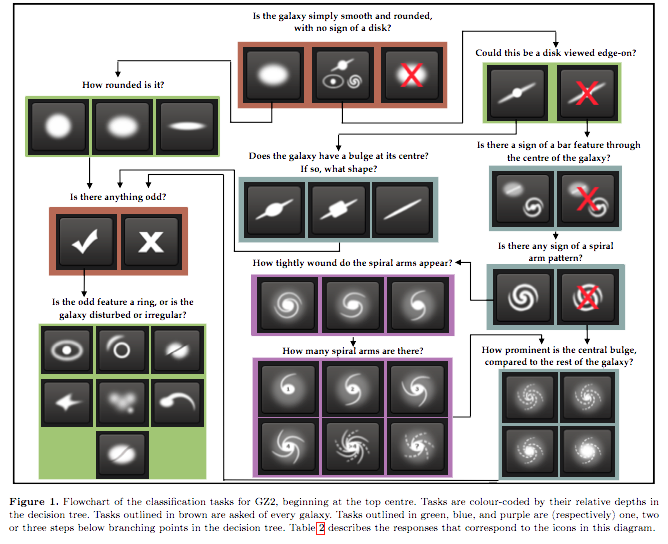 Is the galaxy simply smooth and rounded,
with no sign of a disk?
Could this be a disk viewed edge-on?
How rounded is it?
Does the galaxy have a bulge at its centre?
If so, what shape?
Is there a sign of a bar feature through
the centre of the galaxy?
Is there anything odd?
Is there any sign of a spiral
arm pattern?
How tightly wound do the spiral arms appear?
Is the odd feature a ring, or is the
galaxy disturbed or irregular?
How many spiral arms are there?
How prominent is the central bulge,
compared to the rest of the galaxy?
1
2
3
4
?
Figure 1. Flowchart of the classification tasks for GZ2, beginning at the top centre. Tasks are colour-coded by their relative depths in
the decision tree. Tasks outlined in brown are asked of every galaxy. Tasks outlined in green, blue, and purple are (respectively) one, two
or three steps below branching points in the decision tree. Table 2 describes the responses that correspond to the icons in this diagram.